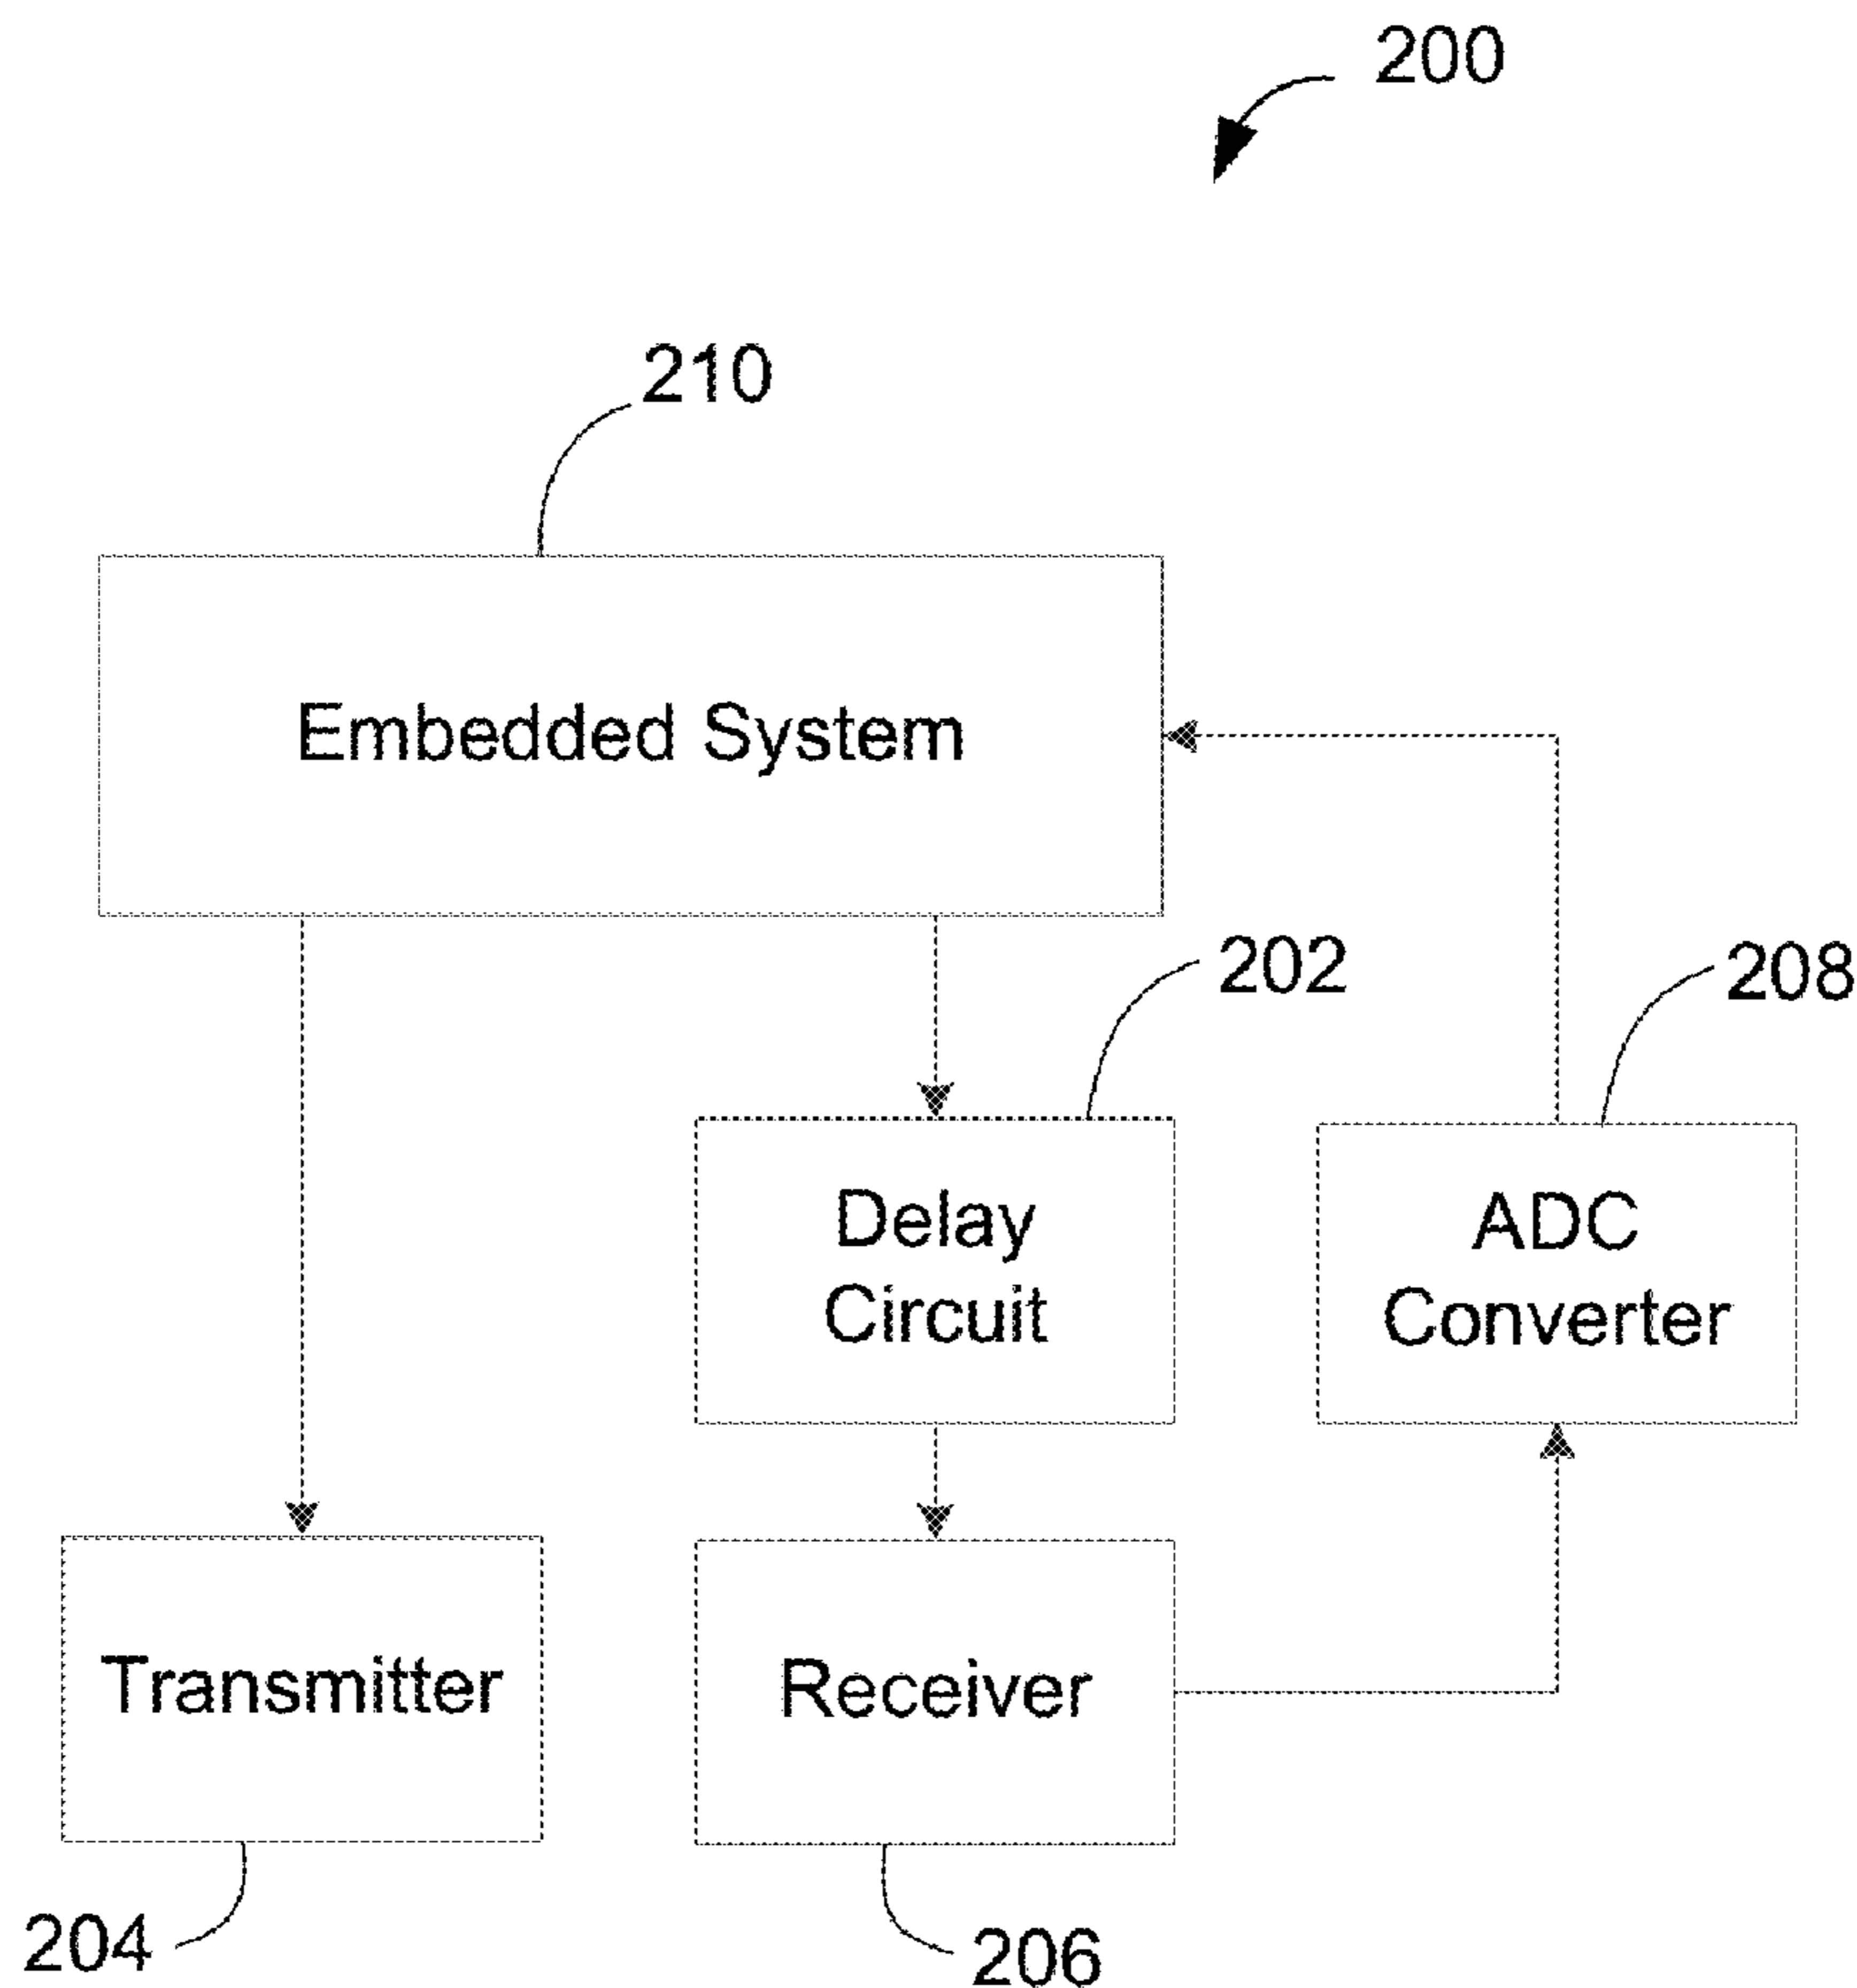 200
210
Embedded System
202
208
Delay
Circuit
ADC
Converter
Transmitter
Receiver
204
206